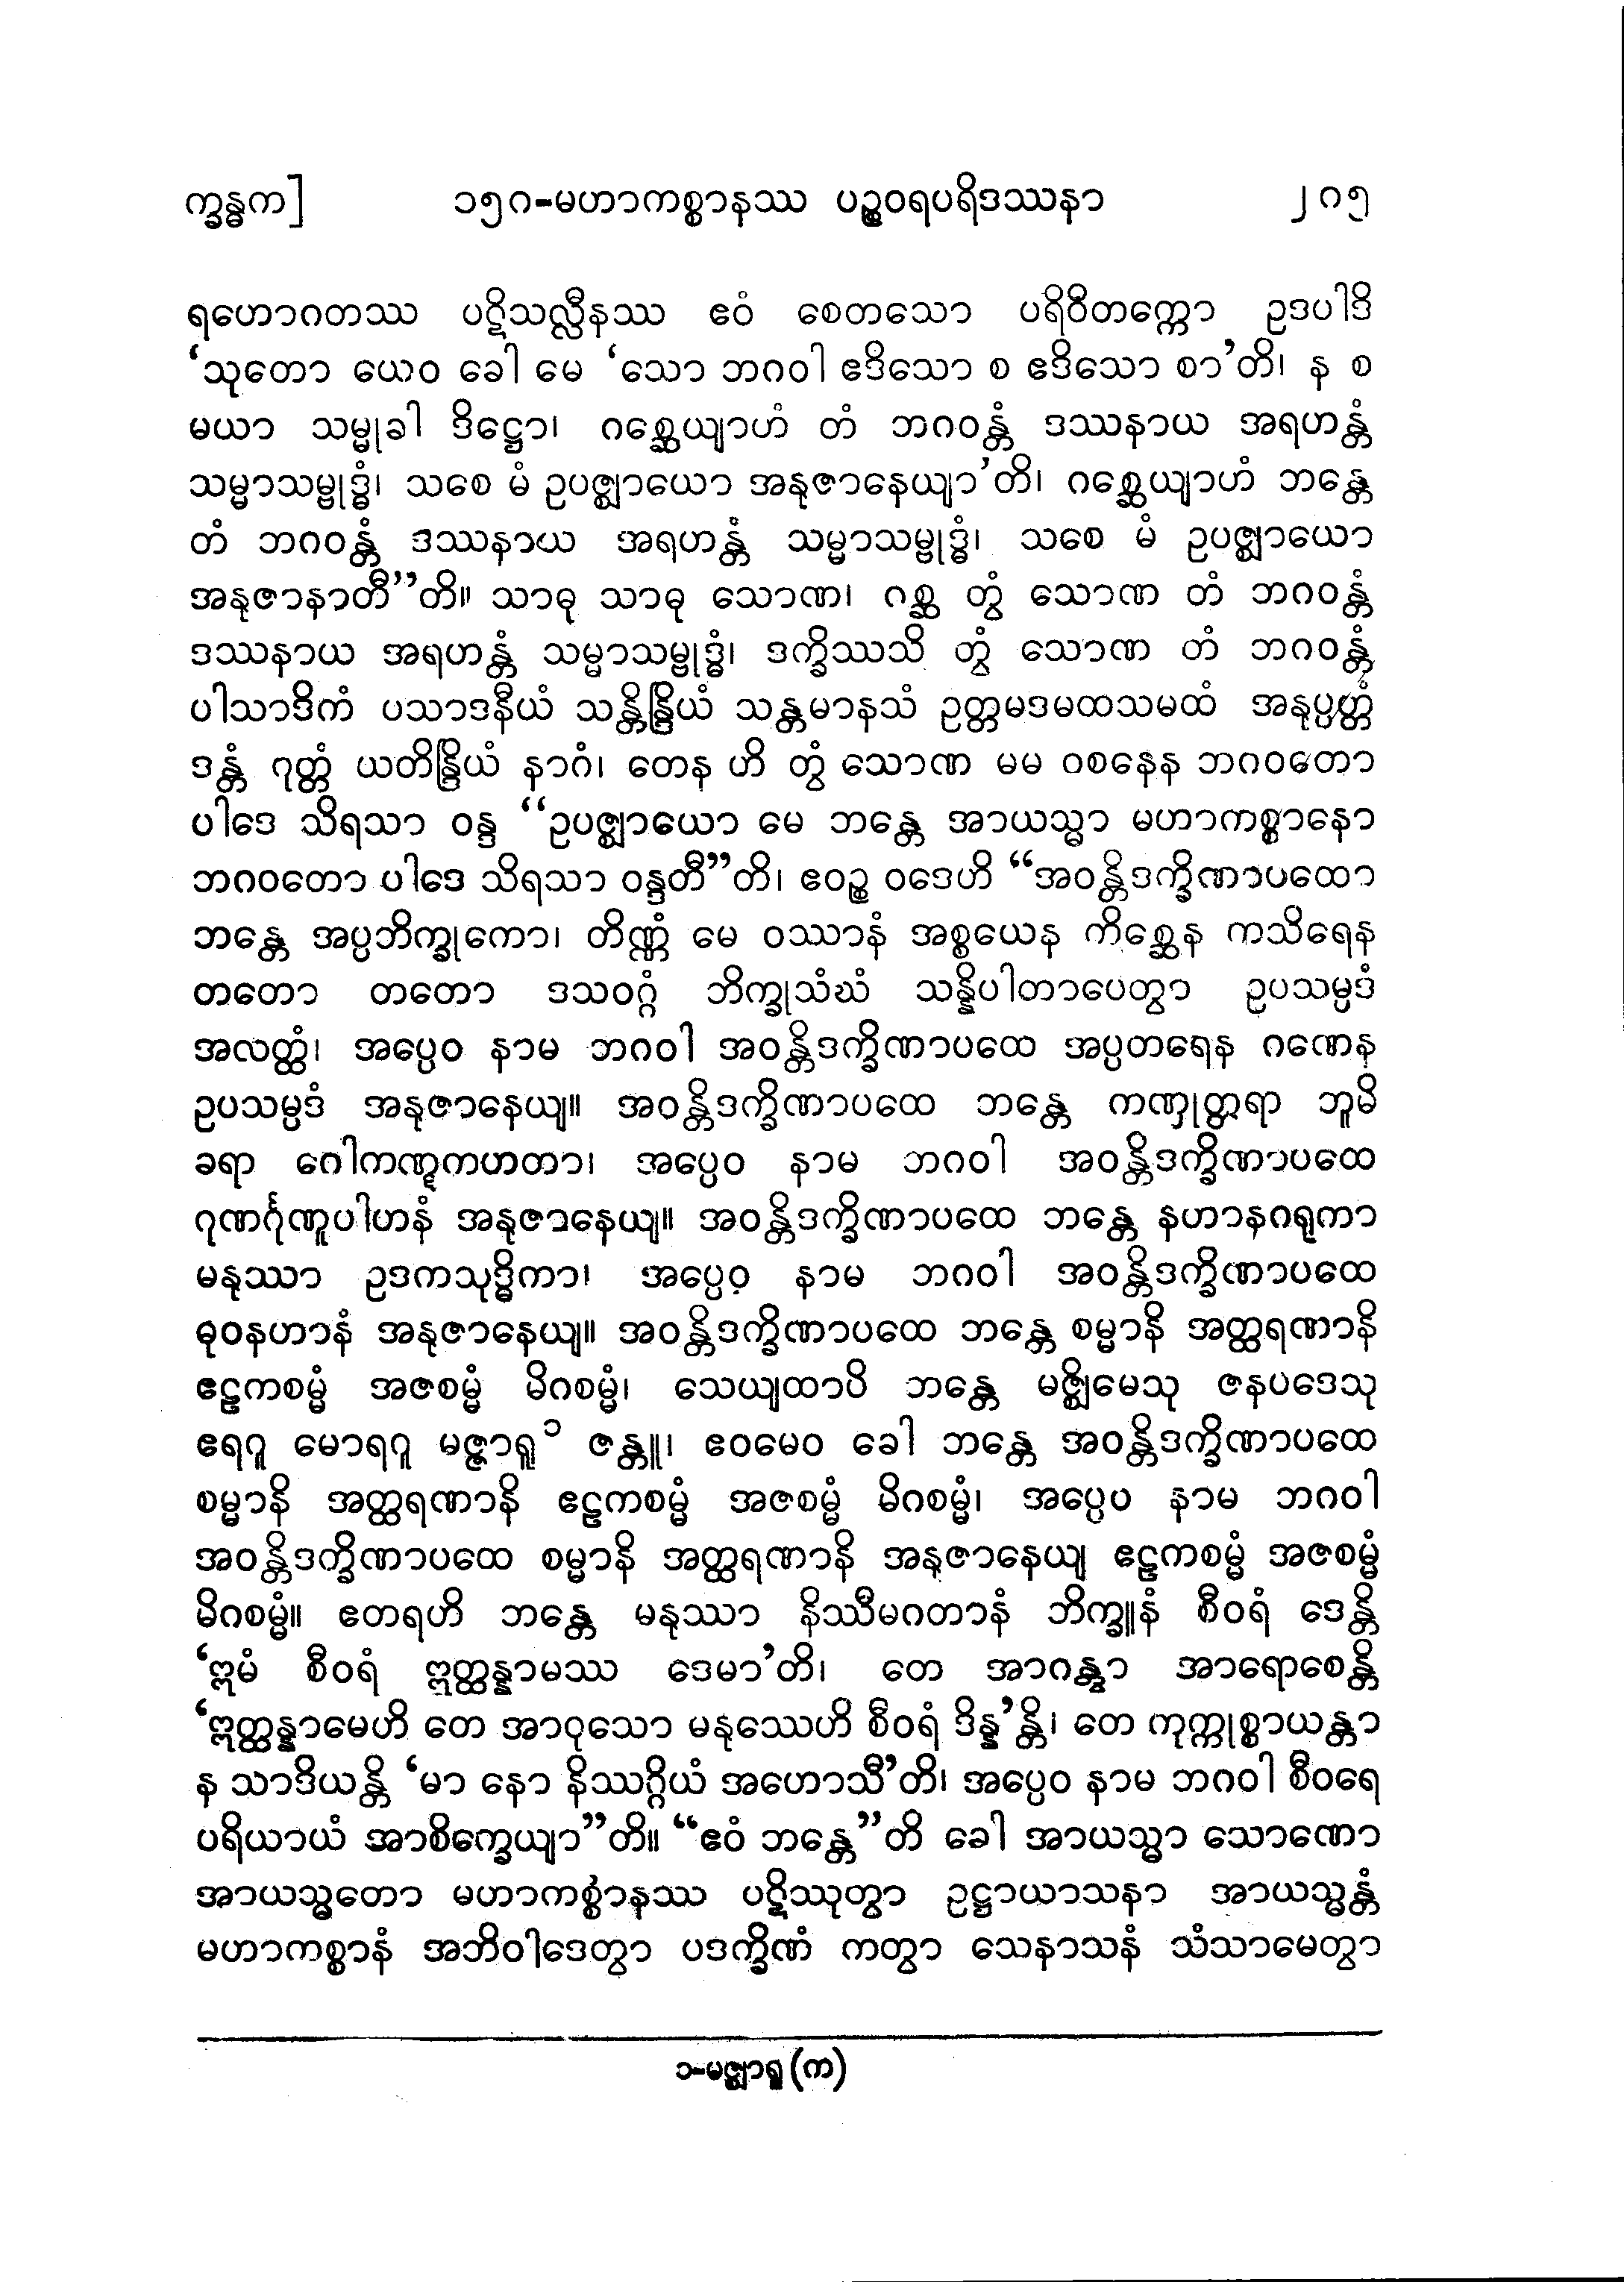 က္ခန္ဓက]	၁၅၈-မဟာကစ္စာနဿ ပဉ္စဝရပရိဒဿနာ	၂၈၅
ရဟောဂတဿ ပဋိသလ္လီနဿ ဧဝံ စေတသော ပရိဝိတက္ကော ဥဒပါဒိ
‘သုတော ယေဝ ခေါ မေ ‘သော ဘဂဝါ ဧဒိသော စ ဧဒိသော စာ’တိ၊ န စ
မယာ သမ္မုခါ ဒိဋ္ဌော၊ ဂစ္ဆေယျာဟံ တံ ဘဂဝန္တံ ဒဿနာယ အရဟန္တံ
သမ္မာသမ္ဗုဒ္ဓံ၊ သစေ မံ ဥပဇ္ဈာယော အနုဇာနေယျာ’တိ၊ ဂစ္ဆေယျာဟံ ဘန္တေ
တံ ဘဂဝန္တံ ဒဿနာယ အရဟန္တံ သမ္မာသမ္ဗုဒ္ဓံ၊ သစေ မံ ဥပဇ္ဈာယော
အနုဇာနာတီ”တိ။ သာဓု သာဓု သောဏ၊ ဂစ္ဆ တွံ သောဏ တံ ဘဂဝန္တံ
ဒဿနာယ အရဟန္တံ သမ္မာသမ္ဗုဒ္ဓံ၊ ဒက္ခိဿသိ တွံ သောဏ တံ ဘဂဝန္တံ
ပါသာဒိကံ ပသာဒနီယံ သန္တိန္ဒြိယံ သန္တမာနသံ ဥတ္တမဒမထသမထံ အနုပ္ပတ္တံ
ဒန္တံ ဂုတ္တံ ယတိန္ဒြိယံ နာဂံ၊ တေန ဟိ တွံ သောဏ မမ ဝစနေန ဘဂဝတော
ပါဒေ သိရသာ ဝန္ဒ “ဥပဇ္ဈာယော မေ ဘန္တေ အာယသ္မာ မဟာကစ္စာနော
ဘဂဝတော ပါဒေ သိရသာ ဝန္ဒတီ”တိ၊ ဧဝဉ္စ ဝဒေဟိ “အဝန္တိဒက္ခိဏာပထော
ဘန္တေ အပ္ပဘိက္ခုကော၊ တိဏ္ဏံ မေ ဝဿာနံ အစ္စယေန ကိစ္ဆေန ကသိရေန
တတော တတော ဒသဝဂ္ဂံ ဘိက္ခုသံဃံ သန္နိပါတာပေတွာ ဥပသမ္ပဒံ
အလတ္ထံ၊ အပ္ပေဝ နာမ ဘဂဝါ အဝန္တိဒက္ခိဏာပထေ အပ္ပတရေန ဂဏေန
ဥပသမ္ပဒံ အနုဇာနေယျ။ အဝန္တိဒက္ခိဏာပထေ ဘန္တေ ကဏှုတ္တရာ ဘူမိ
ခရာ ဂေါကဏ္ဋကဟတာ၊ အပ္ပေဝ နာမ ဘဂဝါ အဝန္တိဒက္ခိဏာပထေ
ဂုဏင်္ဂုဏူပါဟနံ အနုဇာနေယျ။ အဝန္တိဒက္ခိဏာပထေ ဘန္တေ နဟာနဂရုကာ
မနုဿာ ဥဒကသုဒ္ဓိကာ၊ အပ္ပေဝ နာမ ဘဂဝါ အဝန္တိဒက္ခိဏာပထေ
ဓုဝနဟာနံ အနုဇာနေယျ။ အဝန္တိဒက္ခိဏာပထေ ဘန္တေ စမ္မာနိ အတ္ထရဏာနိ
ဧဠကစမ္မံ အဇစမ္မံ မိဂစမ္မံ၊ သေယျထာပိ ဘန္တေ မဇ္ဈိမေသု ဇနပဒေသု
ဧရဂူ မောရဂူ မဇ္ဇာရူ၁ ဇန္တူ၊ ဧဝမေဝ ခေါ ဘန္တေ အဝန္တိဒက္ခိဏာပထေ
စမ္မာနိ အတ္ထရဏာနိ ဧဠကစမ္မံ အဇစမ္မံ မိဂစမ္မံ၊ အပ္ပေပ နာမ ဘဂဝါ
အဝန္တိဒက္ခိဏာပထေ စမ္မာနိ အတ္ထရဏာနိ အနုဇာနေယျ ဧဠကစမ္မံ အဇစမ္မံ
မိဂစမ္မံ။ ဧတရဟိ ဘန္တေ မနုဿာ နိဿီမဂတာနံ ဘိက္ခူနံ စီဝရံ ဒေန္တိ
‘ဣမံ စီဝရံ ဣတ္ထန္နာမဿ ဒေမာ’တိ၊ တေ အာဂန္တွာ အာရောစေန္တိ
‘ဣတ္ထန္နာမေဟိ တေ အာဝုသော မနုဿေဟိ စီဝရံ ဒိန္န’န္တိ၊ တေ ကုက္ကုစ္စာယန္တာ
န သာဒိယန္တိ ‘မာ နော နိဿဂ္ဂိယံ အဟောသီ’တိ၊ အပ္ပေဝ နာမ ဘဂဝါ စီဝရေ
ပရိယာယံ အာစိက္ခေယျာ”တိ။ “ဧဝံ ဘန္တေ”တိ ခေါ အာယသ္မာ သောဏော
အာယသ္မတော မဟာကစ္စာနဿ ပဋိဿုတွာ ဥဋ္ဌာယာသနာ အာယသ္မန္တံ
မဟာကစ္စာနံ အဘိဝါဒေတွာ ပဒက္ခိဏံ ကတွာ သေနာသနံ သံသာမေတွာ
၁-မဇ္ဈာရူ (က)